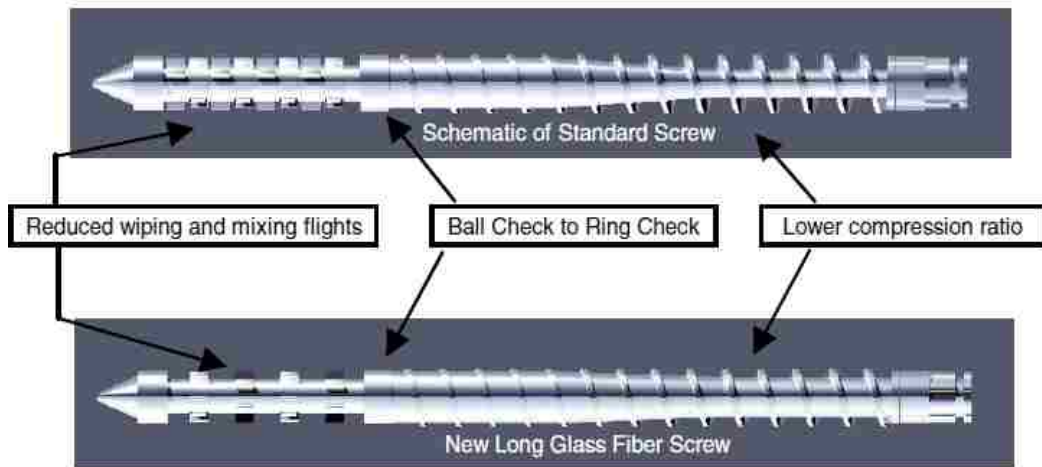 Schematic of Standard Screw
Reduced wiping and mixing flights
Ball Check to Ring Check
Lower compression ratio
New Long Glass Fiber Screw